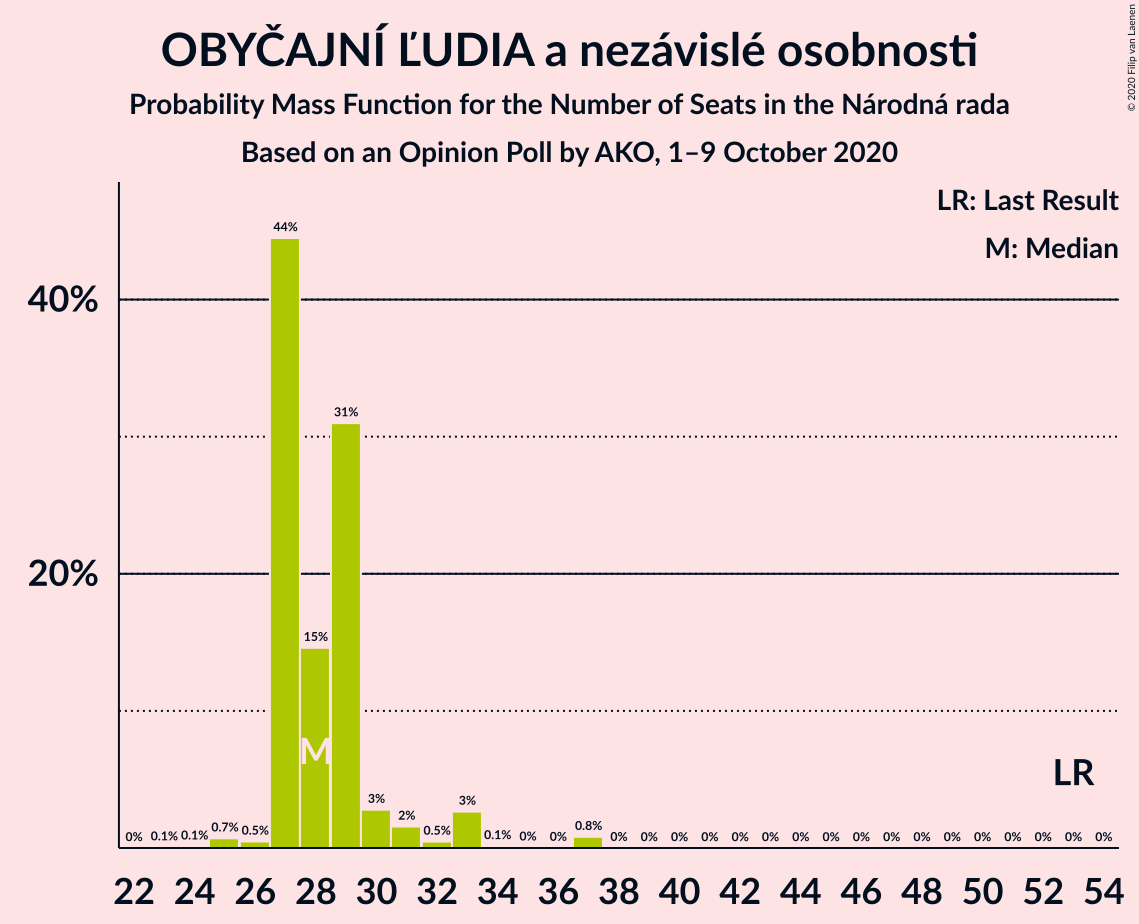 OBYČAJNÍ ĽUDIA a nezávislé osobnosti
Probability Mass Function for the Number of Seats in the Národná rada
Based on an Opinion Poll by AKO, 1–9 October 2020
© 2020 Filip van Laenen
LR: Last Result
M: Median
44%
40%
31%
20%
15%
M
LR
0% 0.1% 0.1% 0.7% 0.5% 3% 2% 0.5% 3% 0.1% 0% 0% 0.8% 0% 0% 0% 0% 0% 0% 0% 0% 0% 0% 0% 0% 0% 0% 0% 0% 0%
22 24 26 28 30 32 34 36 38 40 42 44 46 48 50 52 54